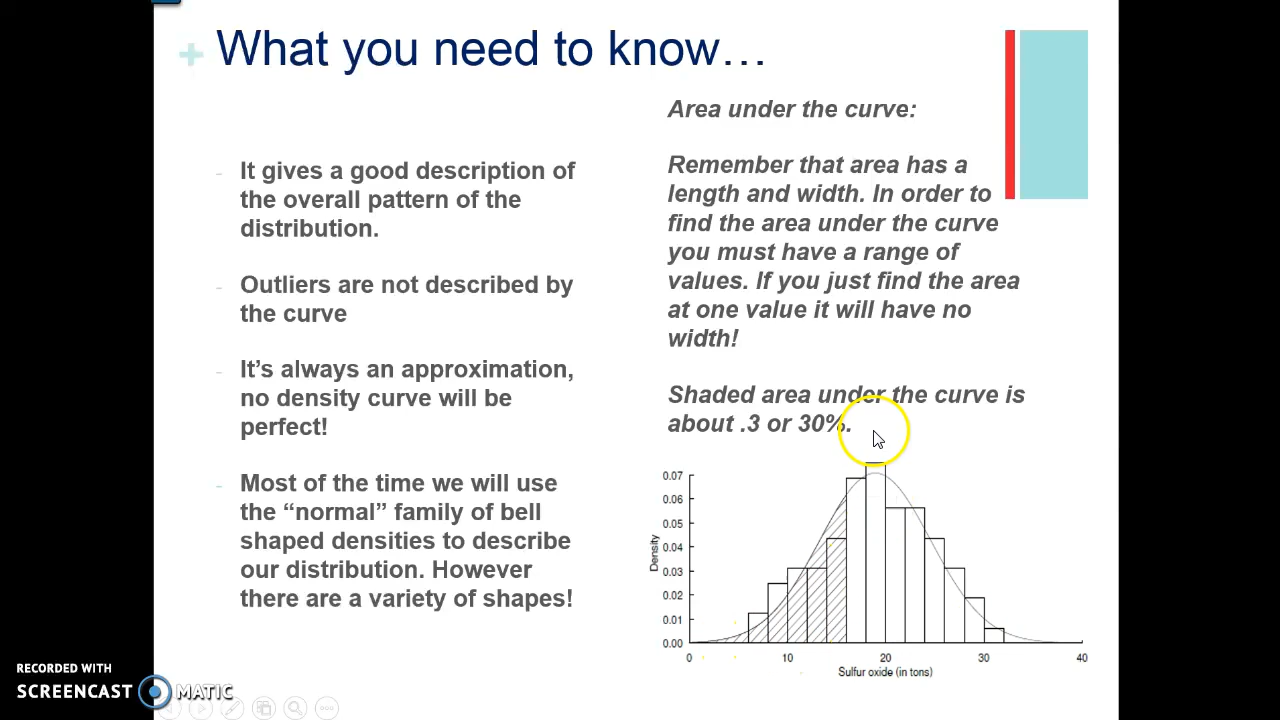 + What you need to know…
- It gives a good description of
the overall pattern of the
distribution.
- Outliers are not described by
the curve
- It's always an approximation,
no density curve will be
perfect!
- Most of the time we will use
the “normal” family of bell
shaped densities to describe
our distribution. However
there are a variety of shapes!
Area under the curve:
Remember that area has a
length and width. In order to
find the area under the curve
you must have a range of
values. If you just find the area
at one value it will have no
width!
Shaded area under the curve is
about .3 or 30%.
0.07
0.06
0.05
0.04
0.03
0.02
0.01
0.00
Density
0 10 20 30 40
Sulfur oxide (in tons)
RECORDED WITH
SCREENCAST MATIC